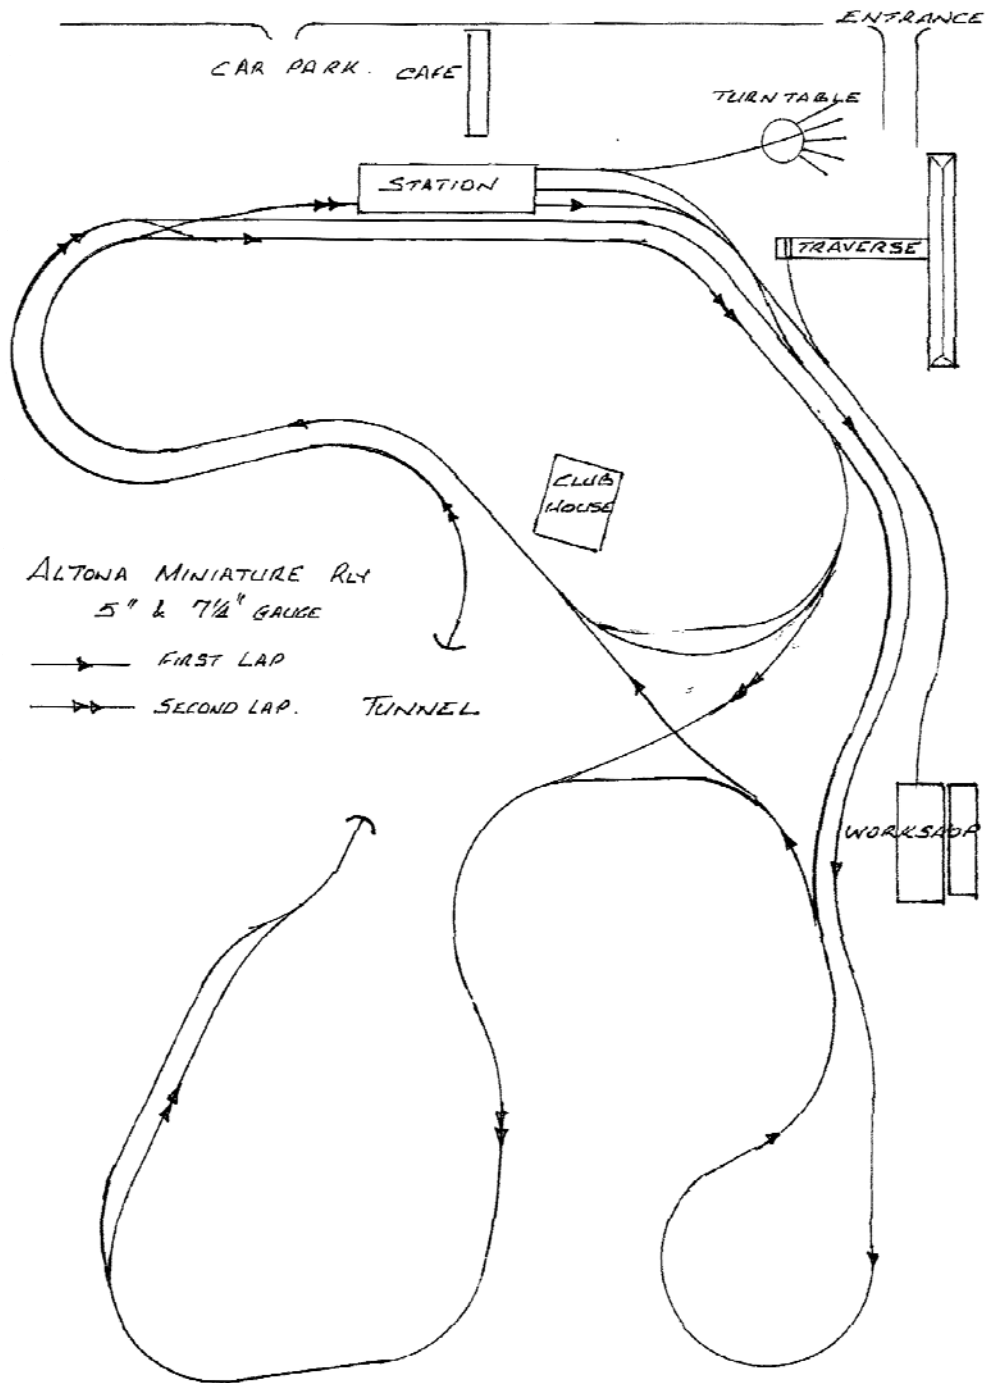 ENTRANCE
CAR PARK. CAFE
TURNTABLE
STATION
TRAVERSE
CLUB
HOUSE
ALTONA MINIATURE RLY
5" & 7¼" GAUGE
FIRST LAP
SECOND LAP.
TUNNEL
WORKSHOP